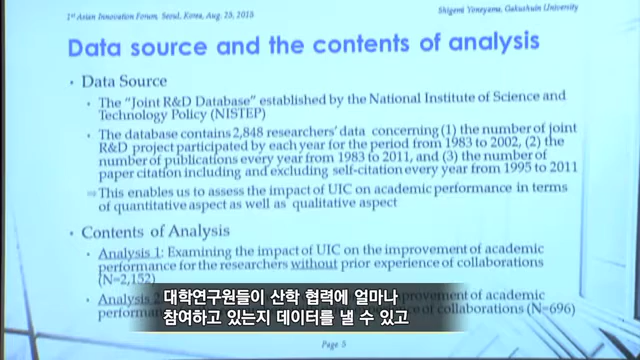 1st Asian Innovation Forum, Seoul, Korea, Aug. 25, 2015
Shigemi Yoneyama, Gakushuin University
Data source and the contents of analysis
• Data Source
• The "Joint R&D Database" established by the National Institute of Science and
Technology Policy (NISTEP)
• The database contains 2,848 researchers' data concerning (1) the number of joint
R&D project participated by each year for the period from 1983 to 2002, (2) the
number of publications every year from 1983 to 2011, and (3) the number of
paper citation including and excluding self-citation every year from 1995 to 2011
⇒This enables us to assess the impact of UIC on academic performance in terms
of quantitative aspect as well as qualitative aspect
• Contents of Analysis
• Analysis 1: Examining the impact of UIC on the improvement of academic
performance for the researchers without prior experience of collaborations
(N=2,152)
• Analysis 2 improvement of academic
performan of collaborations (N=696)
대학연구원들이 산학 협력에 얼마나
참여하고 있는지 데이터를 낼 수 있고
Page 5